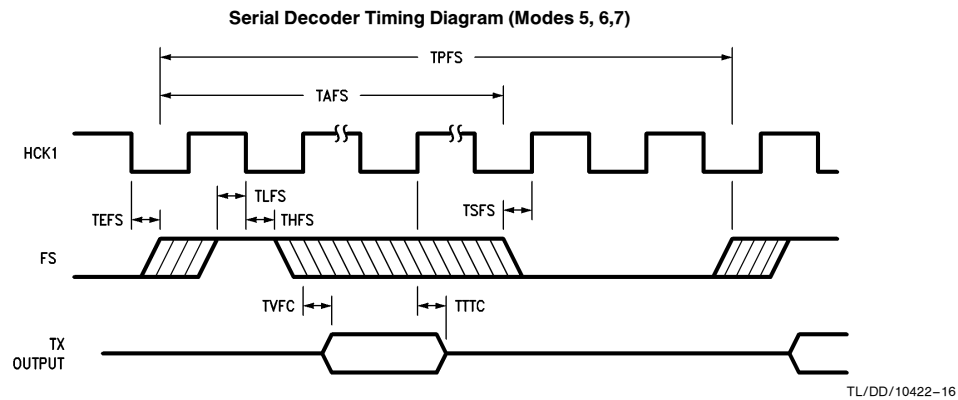 Serial Decoder Timing Diagram (Modes 5, 6,7)
TPFS
TAFS
HCK1
TLFS
TEFS
THFS
TSFS
FS
TVFC
TTTC
TX
OUTPUT
TL/DD/10422–16